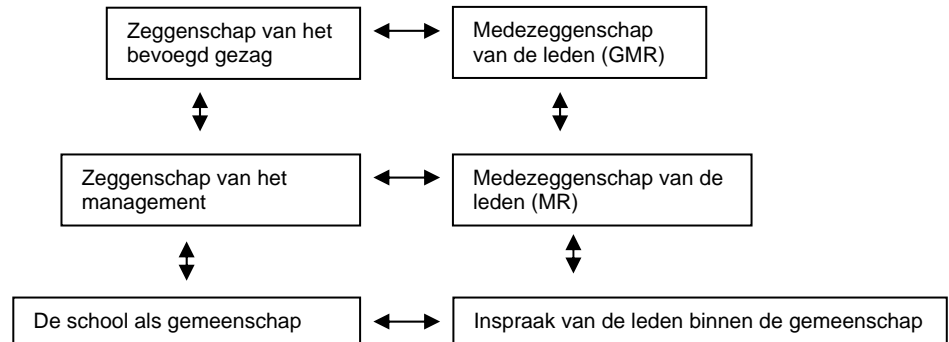 Zeggenschap van het
bevoegd gezag
Medezeggenschap
van de leden (GMR)
Zeggenschap van het
management
Medezeggenschap van de
leden (MR)
De school als gemeenschap
Inspraak van de leden binnen de gemeenschap